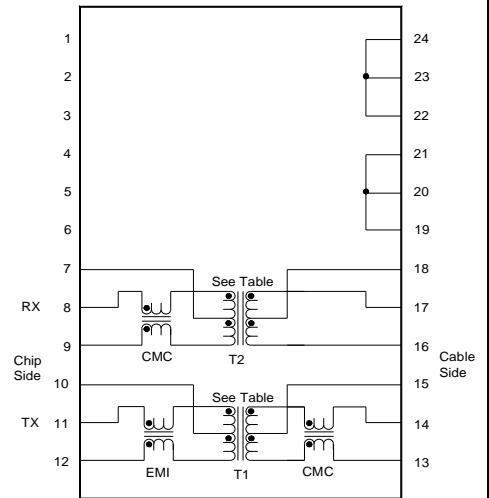 1 24
2 23
3 22
4 21
5 20
6 19
7 18
See Table
RX 8 17
9 16
CMC T2
Chip Side
Cable Side
10 15
See Table
TX 11 14
12 13
EMI T1 CMC